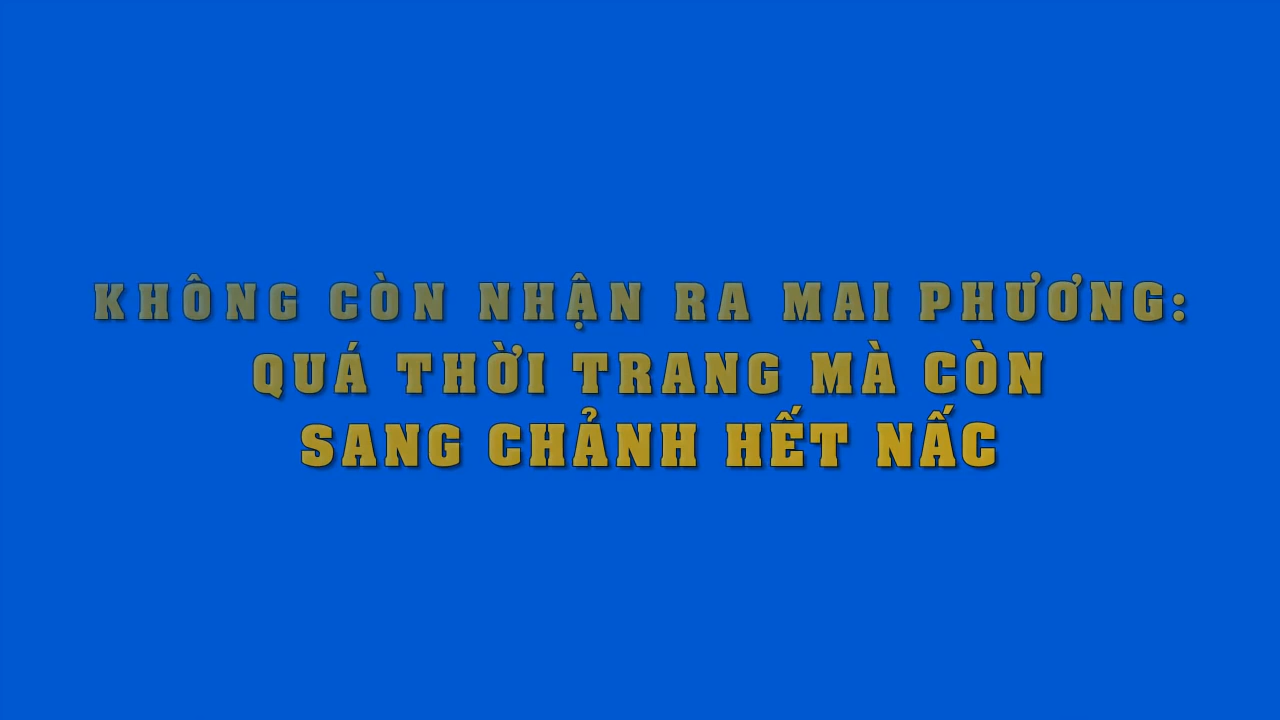 KHÔNG CÒN NHẬN RA MAI PHƯƠNG:
QUÁ THỜI TRANG MÀ CÒN
SANG CHẢNH HẾT NẤC